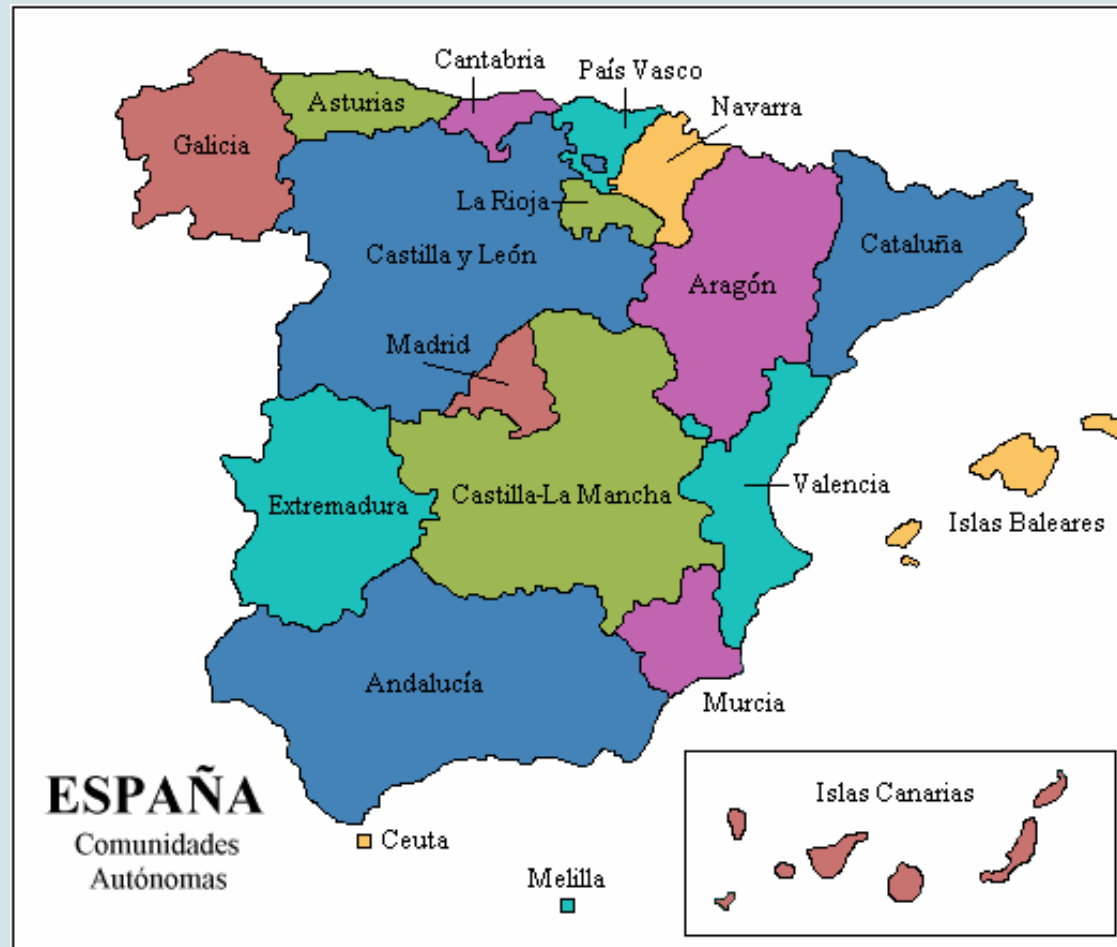 Cantabria
País Vasco
Asturias
Navarra
Galicia
La Rioja
Castilla y León
Cataluña
Aragón
Madrid
Valencia
Extremadura
Castilla-La Mancha
Islas Baleares
Andalucía
Murcia
ESPAÑA
Comunidades
Autónomas
Islas Canarias
Ceuta
Melilla